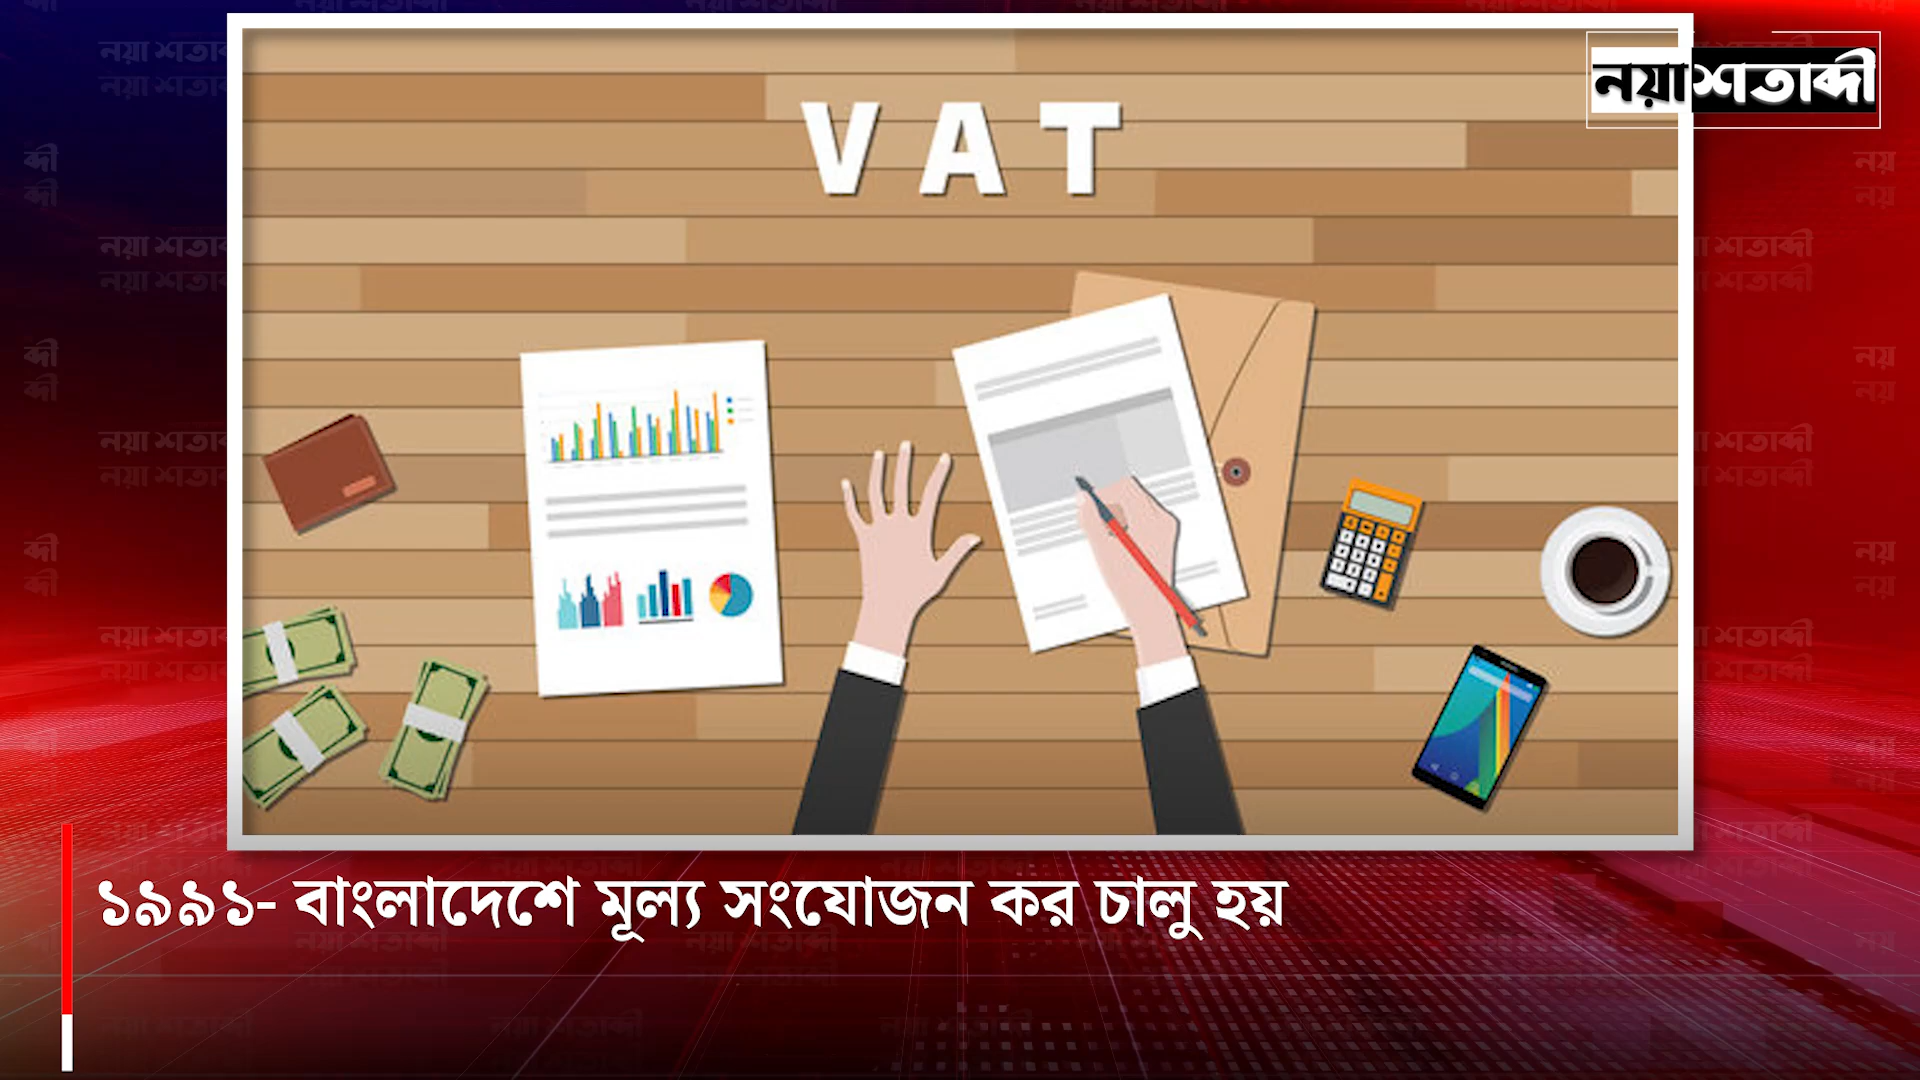 VAT
নয়া শতাব্দী
১৯৯১- বাংলাদেশে মূল্য সংযোজন কর চালু হয়